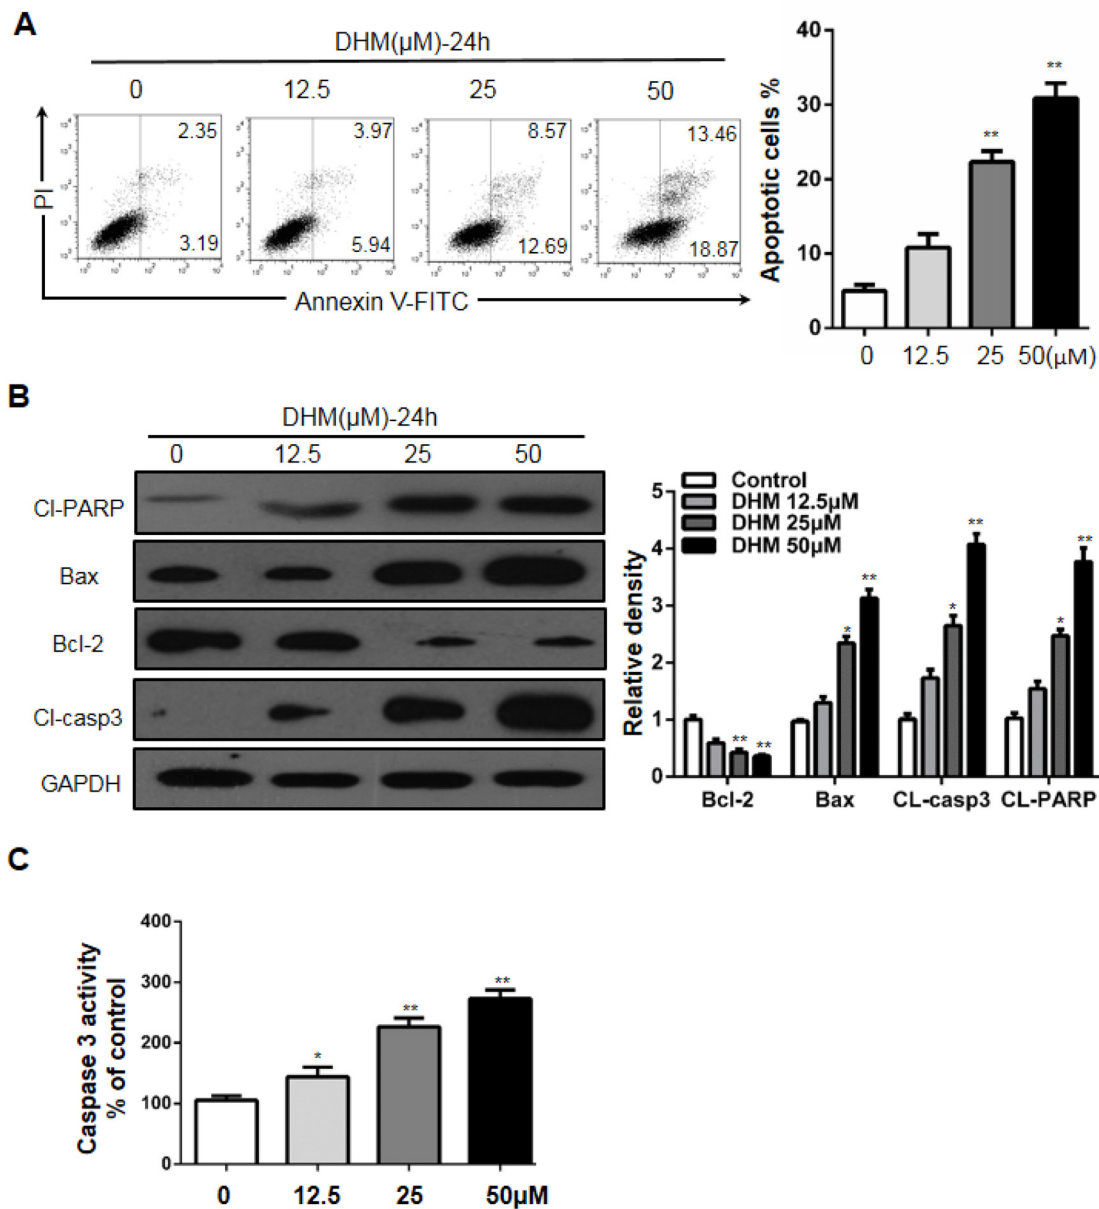 A
DHM(μM)-24h
0 12.5 25 50
2.35 3.97 8.57 13.46
3.19 5.94 12.69 18.87
PI
Annexin V-FITC
Apoptotic cells %
40
30
20
10
0
** **
0 12.5 25 50(μM)
B
DHM(μM)-24h
0 12.5 25 50
Cl-PARP
Bax
Bcl-2
Cl-casp3
GAPDH
Control
DHM 12.5μM
DHM 25μM
DHM 50μM
Relative density
5
4
3
2
1
0
** ** * ** * ** * **
Bcl-2 Bax CL-casp3 CL-PARP
C
Caspase 3 activity
% of control
400
300
200
100
0
* ** **
0 12.5 25 50μM